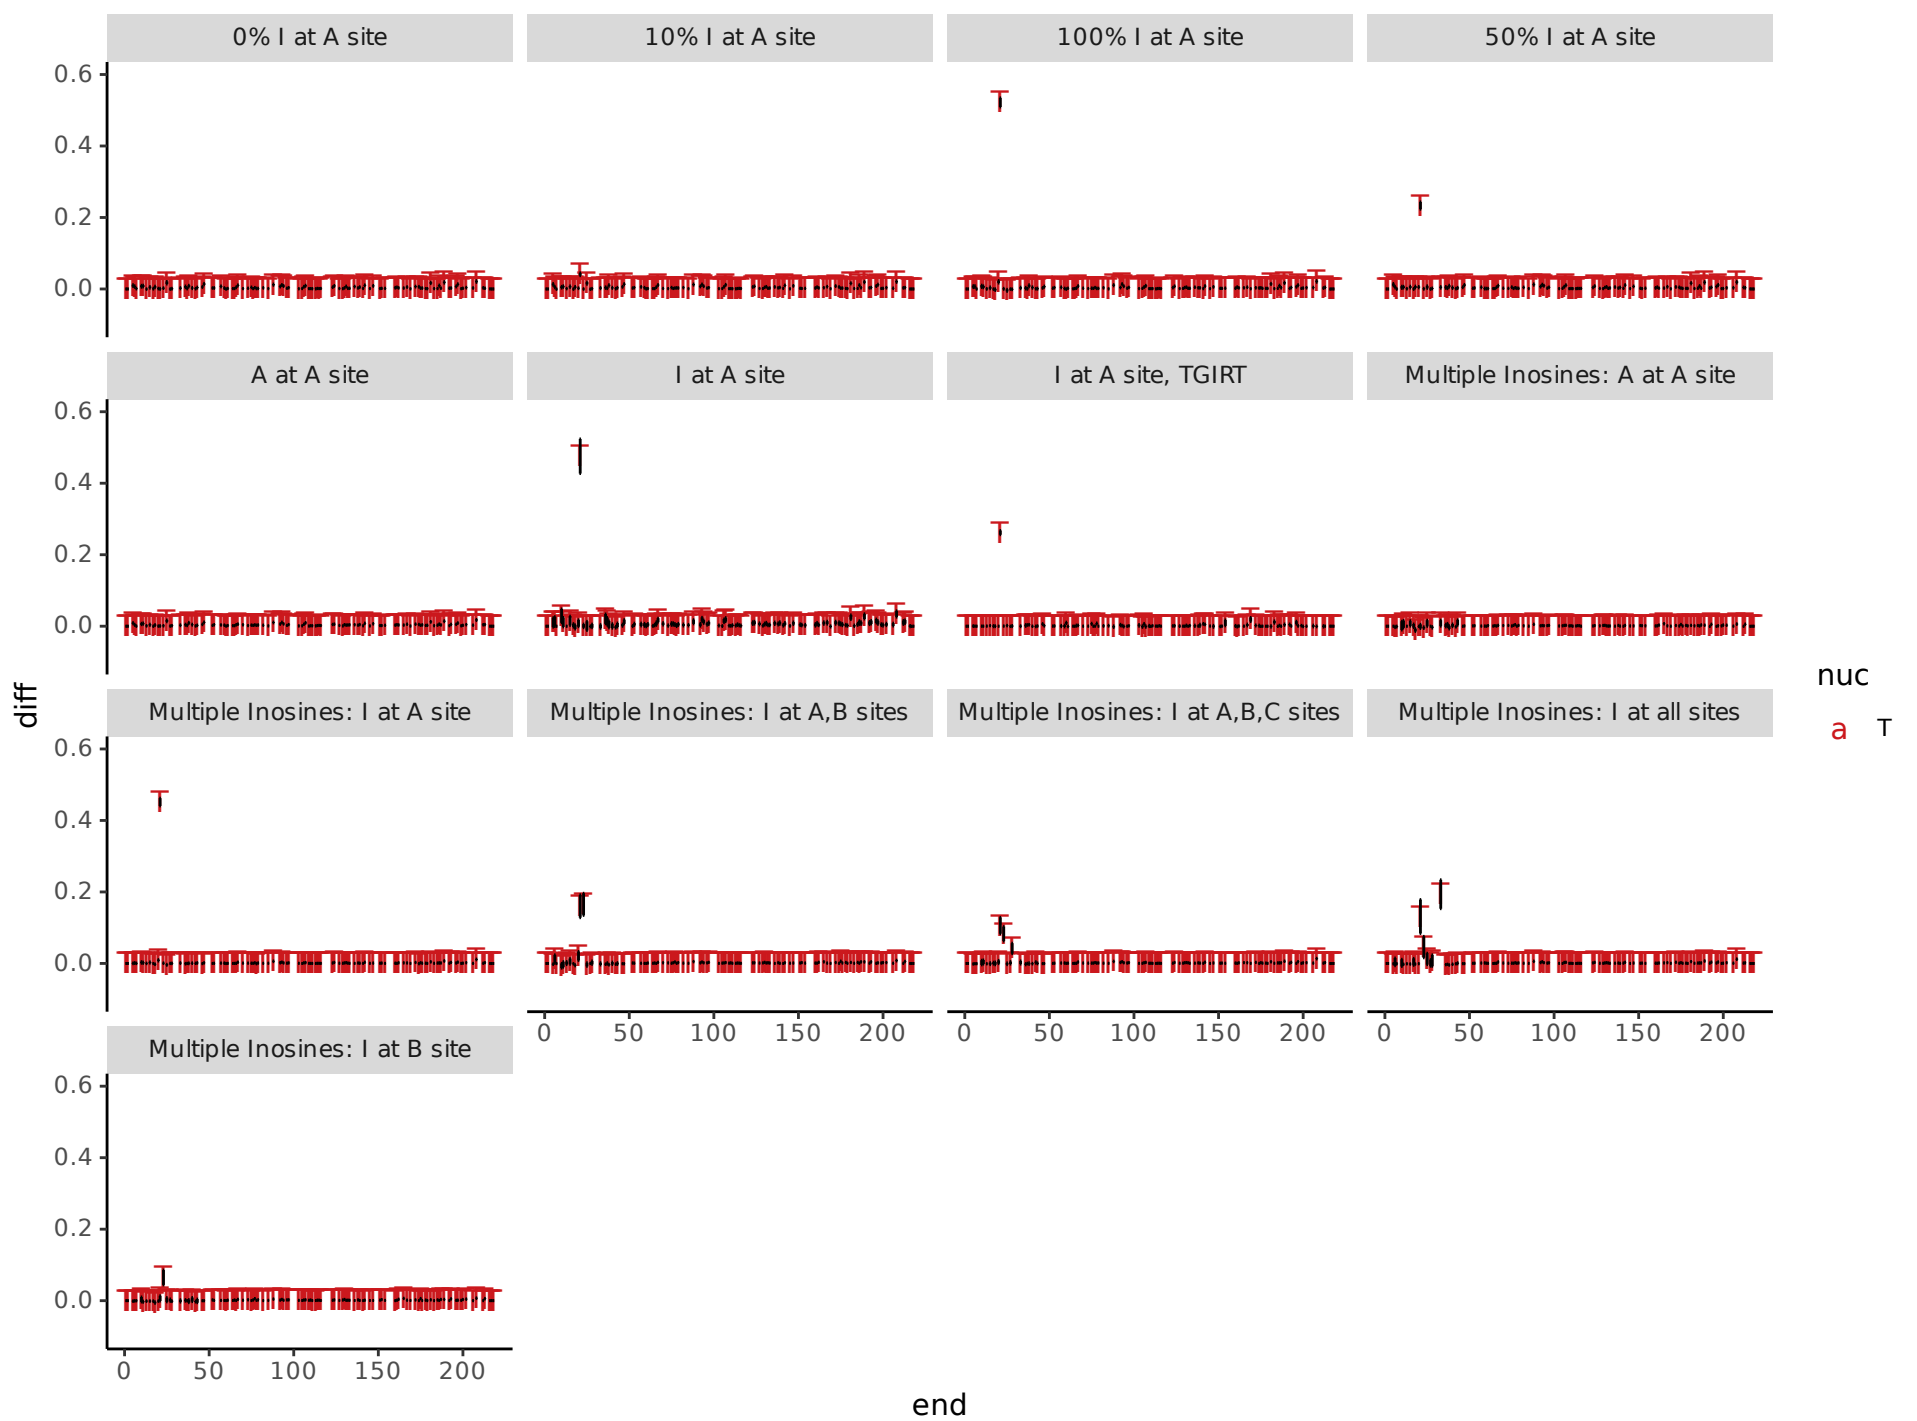 0% I at A site
10% I at A site
100% I at A site
50% I at A site
0.6
0.4
0.2
0.0
A at A site
I at A site
I at A site, TGIRT
Multiple Inosines: A at A site
0.6
0.4
0.2
0.0
diff
nuc
a T
Multiple Inosines: I at A site
Multiple Inosines: I at A,B sites
Multiple Inosines: I at A,B,C sites
Multiple Inosines: I at all sites
0.6
0.4
0.2
0.0
0 50 100 150 200
0 50 100 150 200
0 50 100 150 200
Multiple Inosines: I at B site
0.6
0.4
0.2
0.0
0 50 100 150 200
end